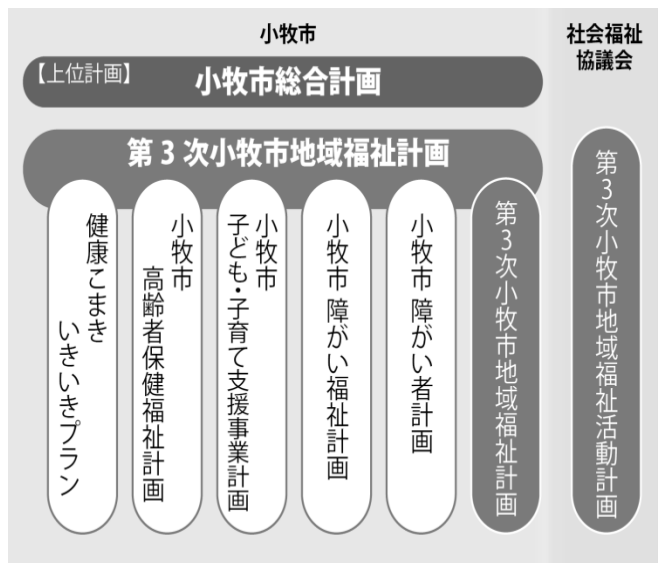 小牧市
社会福祉
協議会
【上位計画】
小牧市総合計画
第3次小牧市地域福祉計画
健康こまき
いきいきプラン
小牧市
高齢者保健福祉計画
小牧市
子ども・子育て支援事業計画
小牧市 障がい福祉計画
小牧市 障がい者計画
第3次小牧市地域福祉計画
第3次小牧市地域福祉活動計画